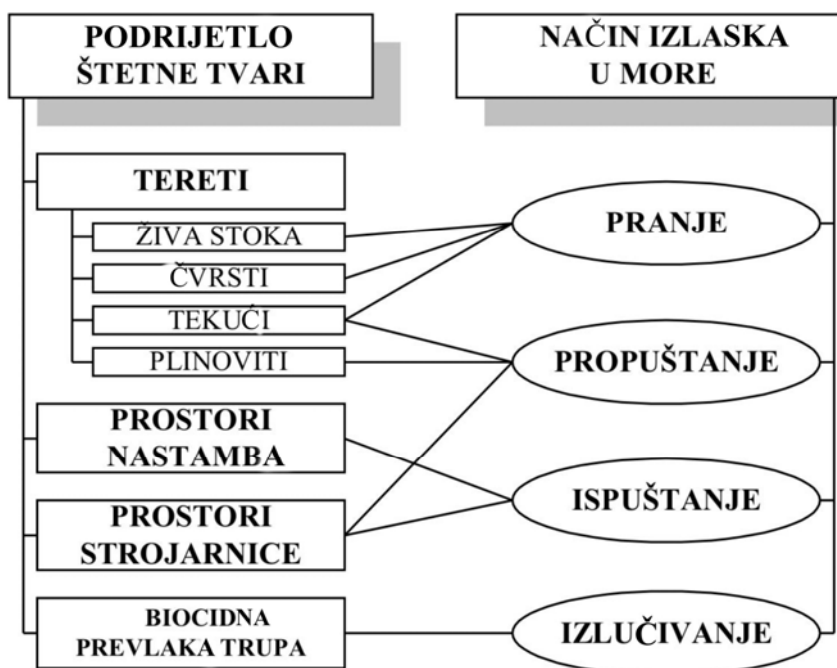 PODRIJETLO
ŠTETNE TVARI
NAČIN IZLASKA
U MORE
TERETI
ŽIVA STOKA
ČVRSTI
TEKUĆI
PLINOVITI
PROSTORI
NASTAMBA
PROSTORI
STROJARNICE
BIOCIDNA
PREVLAKA TRUPA
PRANJE
PROPUŠTANJE
ISPUŠTANJE
IZLUČIVANJE